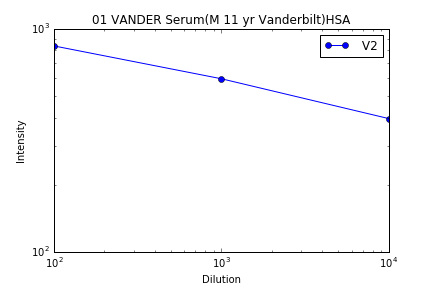 01 VANDER Serum(M 11 yr Vanderbilt)HSA
10³
V2
Intensity
10²
10² 10³ 10⁴
Dilution